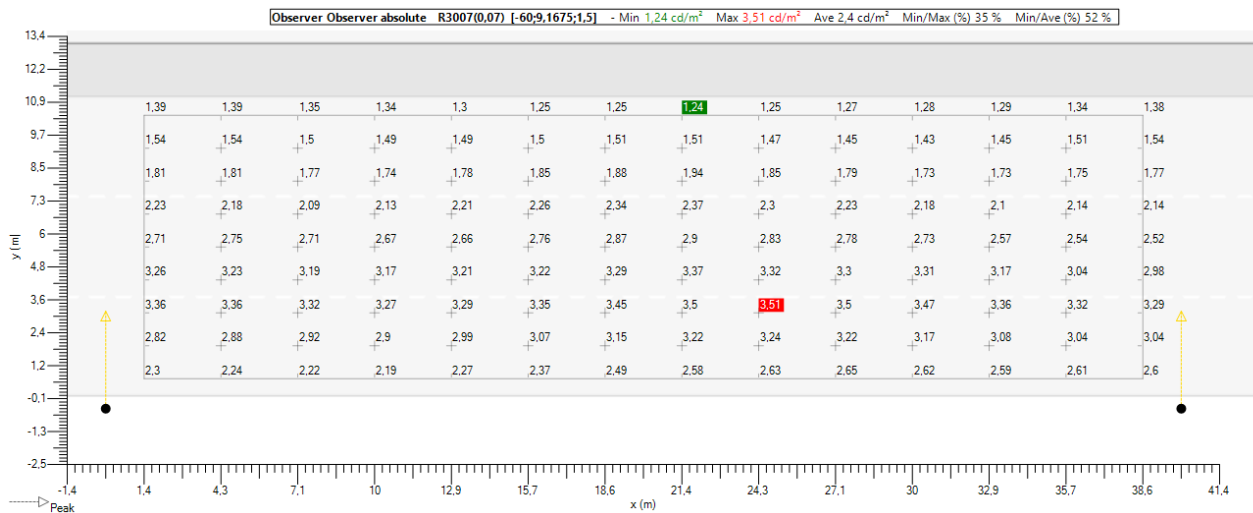 Observer Observer absolute R3007(0,07) [-60;9,1675;1,5] - Min 1,24 cd/m² Max 3,51 cd/m² Ave 2,4 cd/m² Min/Max (%) 35 % Min/Ave (%) 52 %
13,4
12,2
10,9
1,39 1,39 1,35 1,34 1,3 1,25 1,25 1,24 1,25 1,27 1,28 1,29 1,34 1,38
9,7
1,54 1,54 1,5 1,49 1,49 1,5 1,51 1,51 1,47 1,45 1,43 1,45 1,51 1,54
8,5
1,81 1,81 1,77 1,74 1,78 1,85 1,88 1,94 1,85 1,79 1,73 1,73 1,75 1,77
7,3
2,23 2,18 2,09 2,13 2,21 2,26 2,34 2,37 2,3 2,23 2,18 2,1 2,14 2,14
y (m)
6
2,71 2,75 2,71 2,67 2,66 2,76 2,87 2,9 2,83 2,78 2,73 2,57 2,54 2,52
4,8
3,26 3,23 3,19 3,17 3,21 3,22 3,29 3,37 3,32 3,3 3,31 3,17 3,04 2,98
3,6
3,36 3,36 3,32 3,27 3,29 3,35 3,45 3,5 3,51 3,5 3,47 3,36 3,32 3,29
2,4
2,82 2,88 2,92 2,9 2,99 3,07 3,15 3,22 3,24 3,22 3,17 3,08 3,04 3,04
1,2
2,3 2,24 2,22 2,19 2,27 2,37 2,49 2,58 2,63 2,65 2,62 2,59 2,61 2,6
-0,1
-1,3
-2,5
-1,4 1,4 4,3 7,1 10 12,9 15,7 18,6 21,4 24,3 27,1 30 32,9 35,7 38,6 41,4
x (m)
Peak